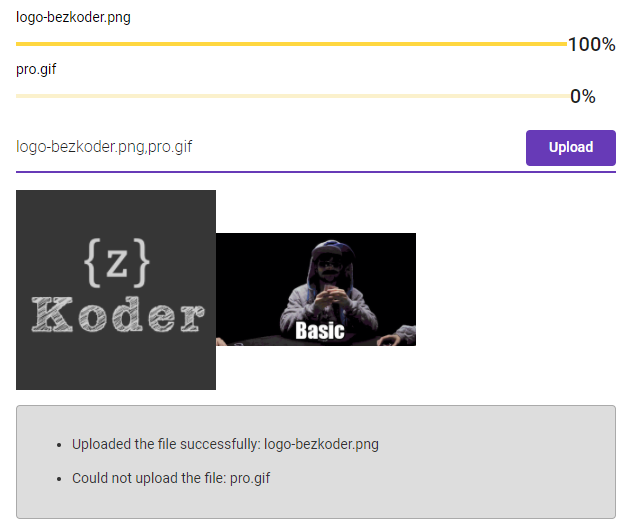 logo-bezkoder.png
100%
pro.gif
0%
logo-bezkoder.png,pro.gif
Upload
{z}
Koder
Basic
Uploaded the file successfully: logo-bezkoder.png
Could not upload the file: pro.gif